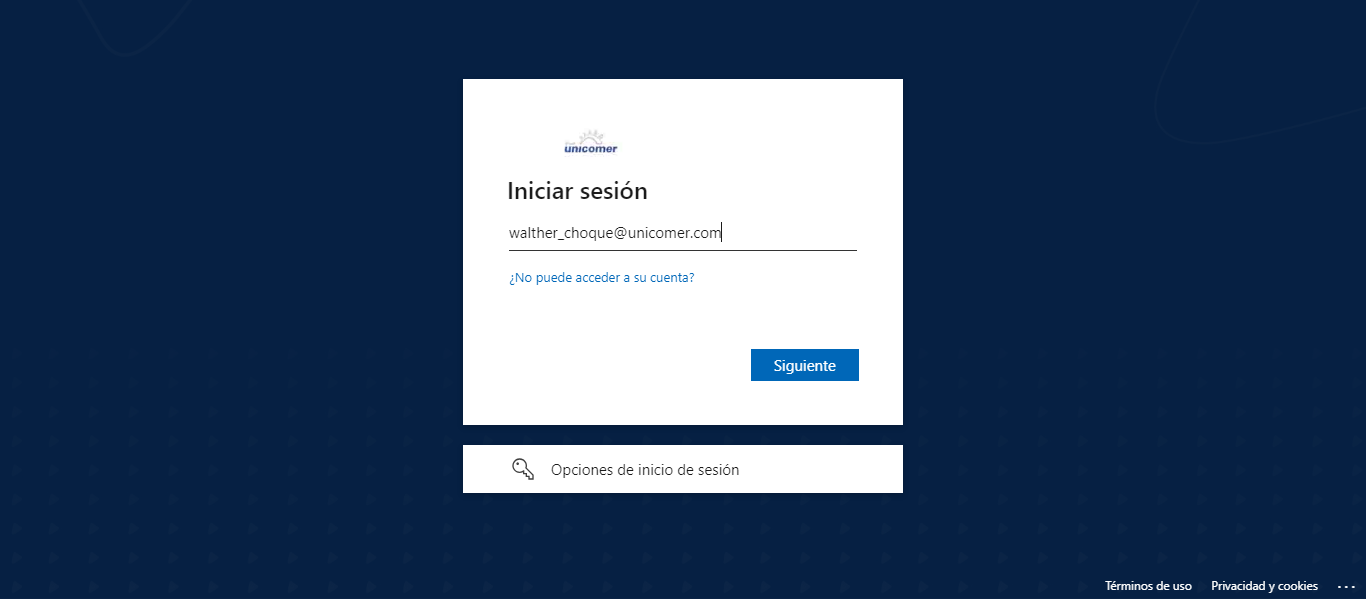 unicomer
Iniciar sesión
walther_choque@unicomer.com
¿No puede acceder a su cuenta?
Siguiente
Opciones de inicio de sesión
Términos de uso Privacidad y cookies ...